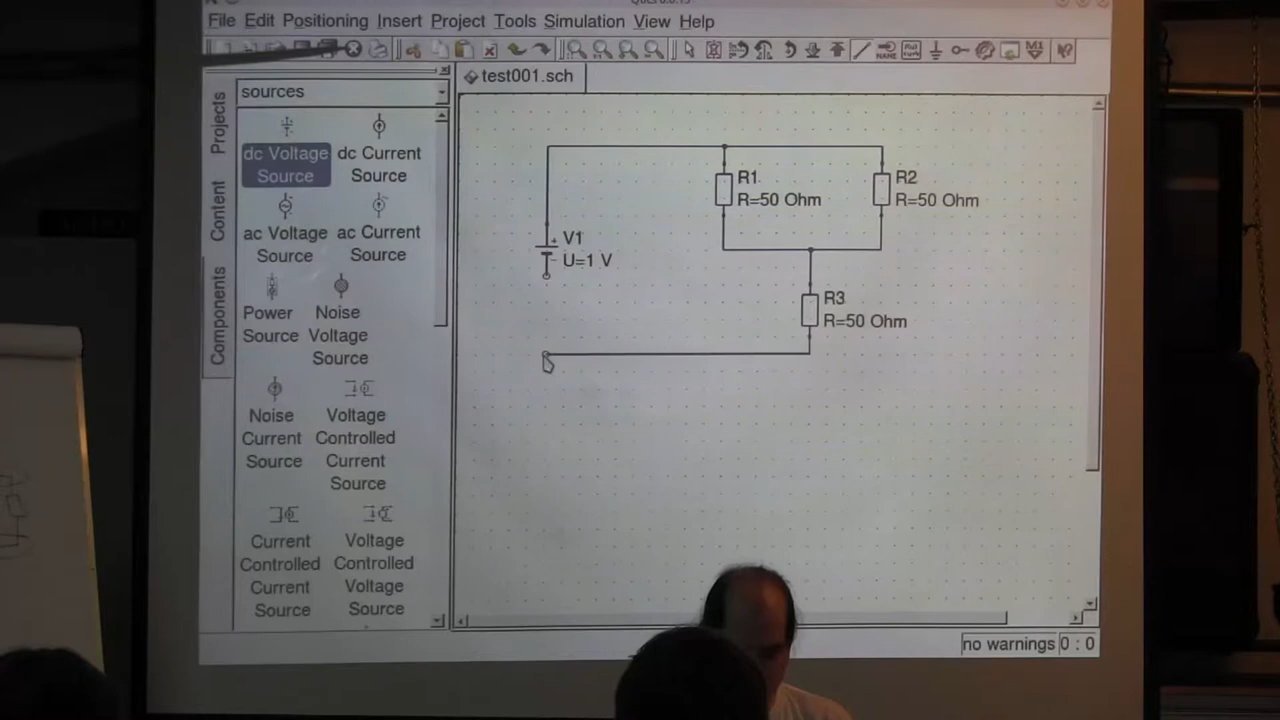 File Edit Positioning Insert Project Tools Simulation View Help
test001.sch
Projects
Content
Components
sources
dc Voltage
Source
dc Current
Source
ac Voltage
Source
ac Current
Source
Power
Source
Noise
Voltage
Source
Noise
Current
Source
Voltage
Controlled
Current
Source
Current
Controlled
Current
Source
Voltage
Controlled
Voltage
Source
R1
R=50 Ohm
R2
R=50 Ohm
V1
U=1 V
R3
R=50 Ohm
no warnings 0 : 0